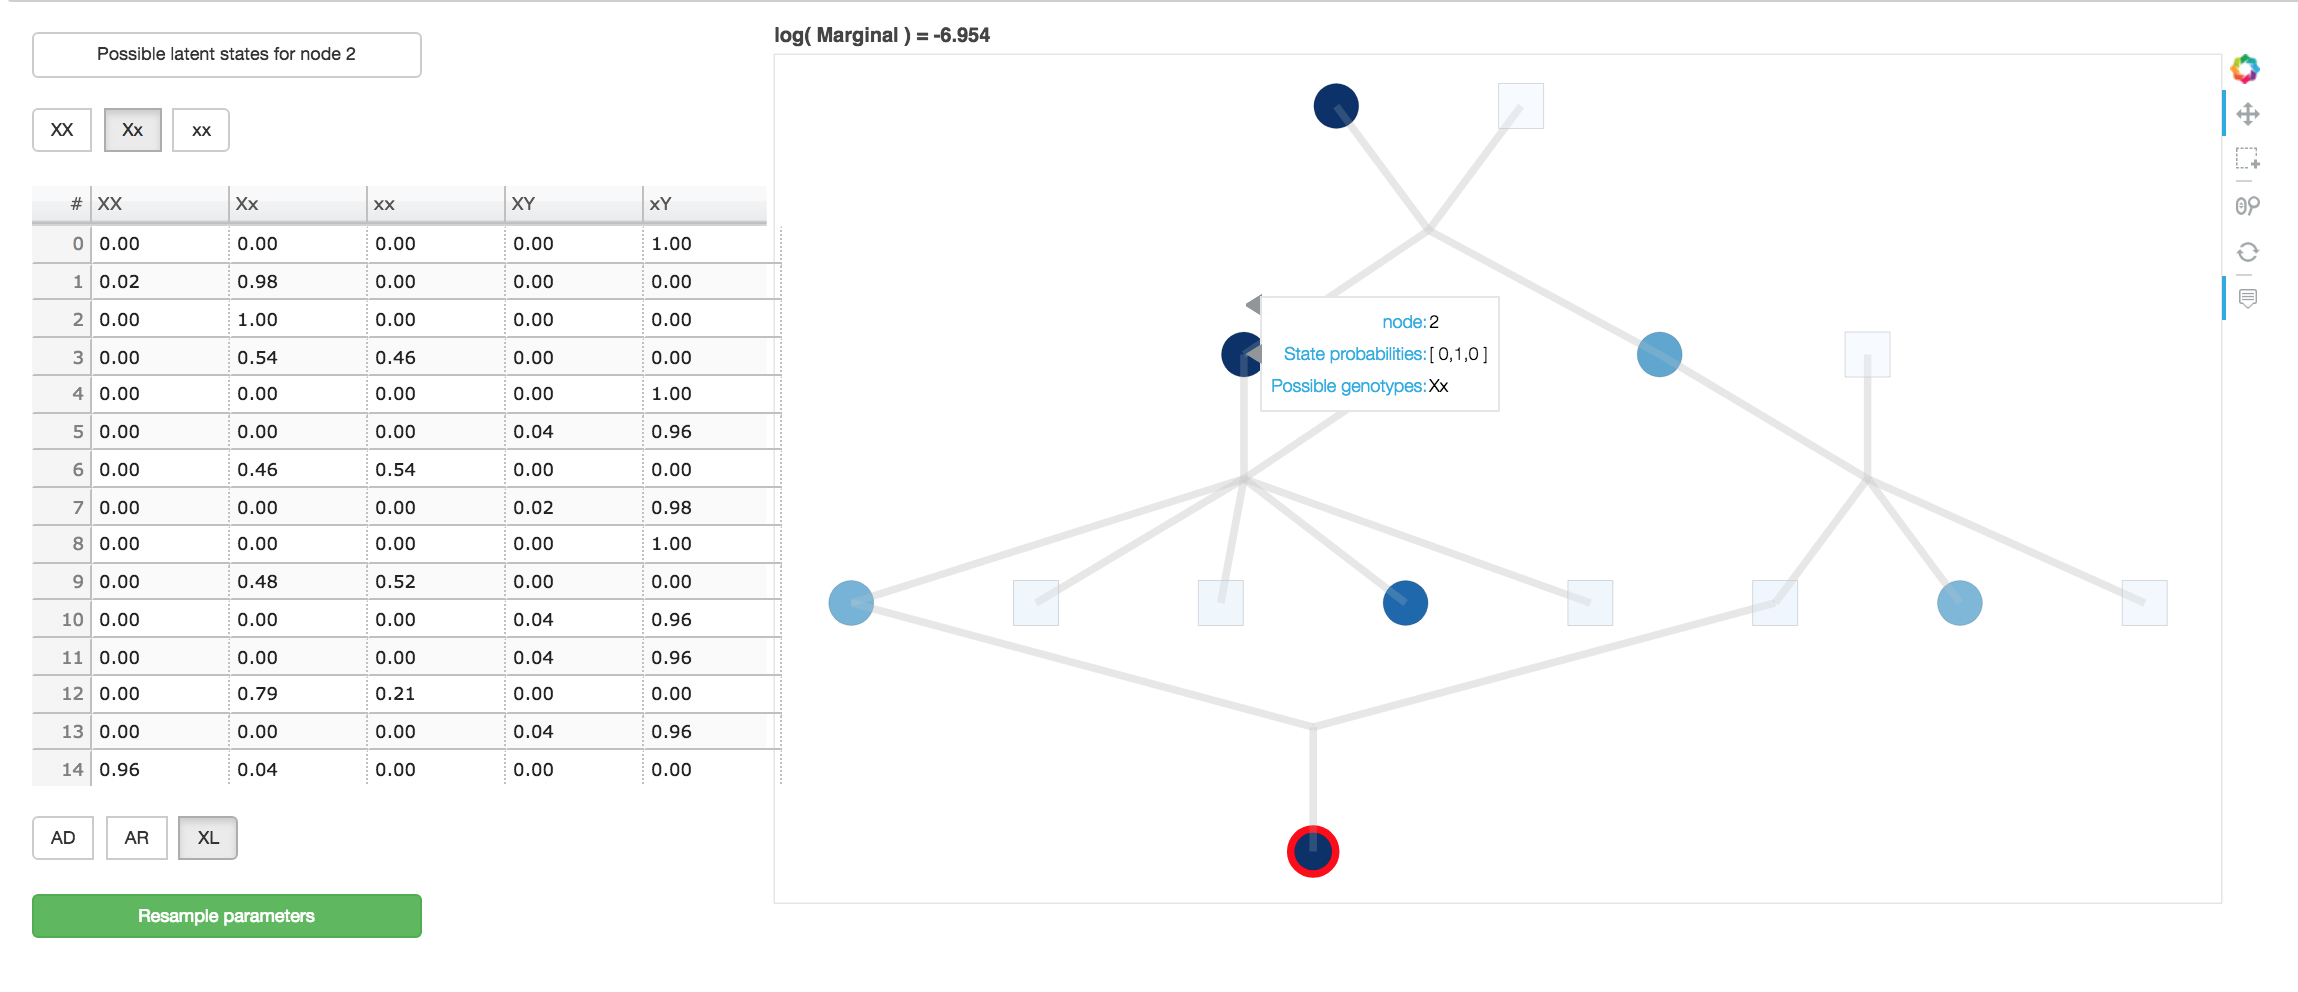 log( Marginal ) = -6.954
Possible latent states for node 2
XX Xx xx
# XX Xx xx XY xY
0 0.00 0.00 0.00 0.00 1.00
1 0.02 0.98 0.00 0.00 0.00
2 0.00 1.00 0.00 0.00 0.00
3 0.00 0.54 0.46 0.00 0.00
4 0.00 0.00 0.00 0.00 1.00
5 0.00 0.00 0.00 0.04 0.96
6 0.00 0.46 0.54 0.00 0.00
7 0.00 0.00 0.00 0.02 0.98
8 0.00 0.00 0.00 0.00 1.00
9 0.00 0.48 0.52 0.00 0.00
10 0.00 0.00 0.00 0.04 0.96
11 0.00 0.00 0.00 0.04 0.96
12 0.00 0.79 0.21 0.00 0.00
13 0.00 0.00 0.00 0.04 0.96
14 0.96 0.04 0.00 0.00 0.00
AD AR XL
Resample parameters
node: 2
State probabilities: [ 0,1,0 ]
Possible genotypes: Xx